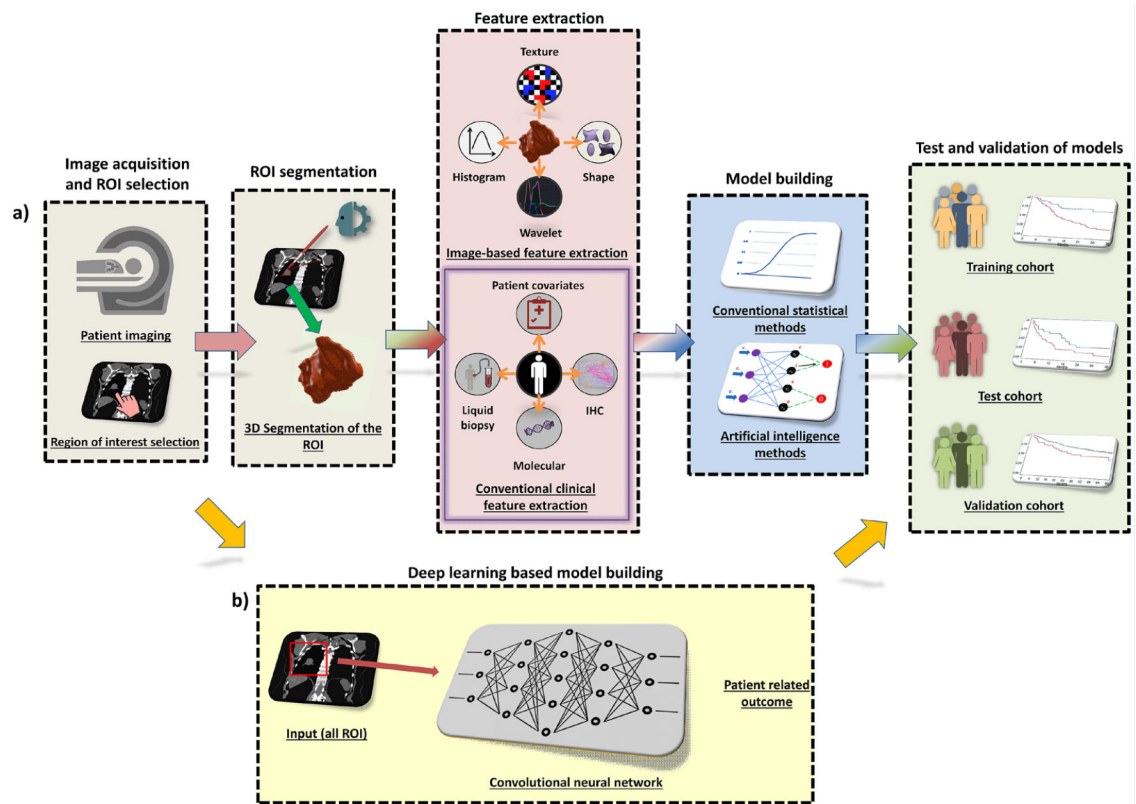 Feature extraction
Texture
Histogram
Shape
Wavelet
Image-based feature extraction
Patient covariates
Liquid
biopsy
IHC
Molecular
Conventional clinical
feature extraction
Image acquisition
and ROI selection
a)
Patient imaging
Region of interest selection
ROI segmentation
3D Segmentation of the
ROI
Model building
Conventional statistical
methods
Artificial intelligence
methods
Test and validation of models
Training cohort
Test cohort
Validation cohort
Deep learning based model building
b)
Input (all ROI)
Convolutional neural network
Patient related
outcome